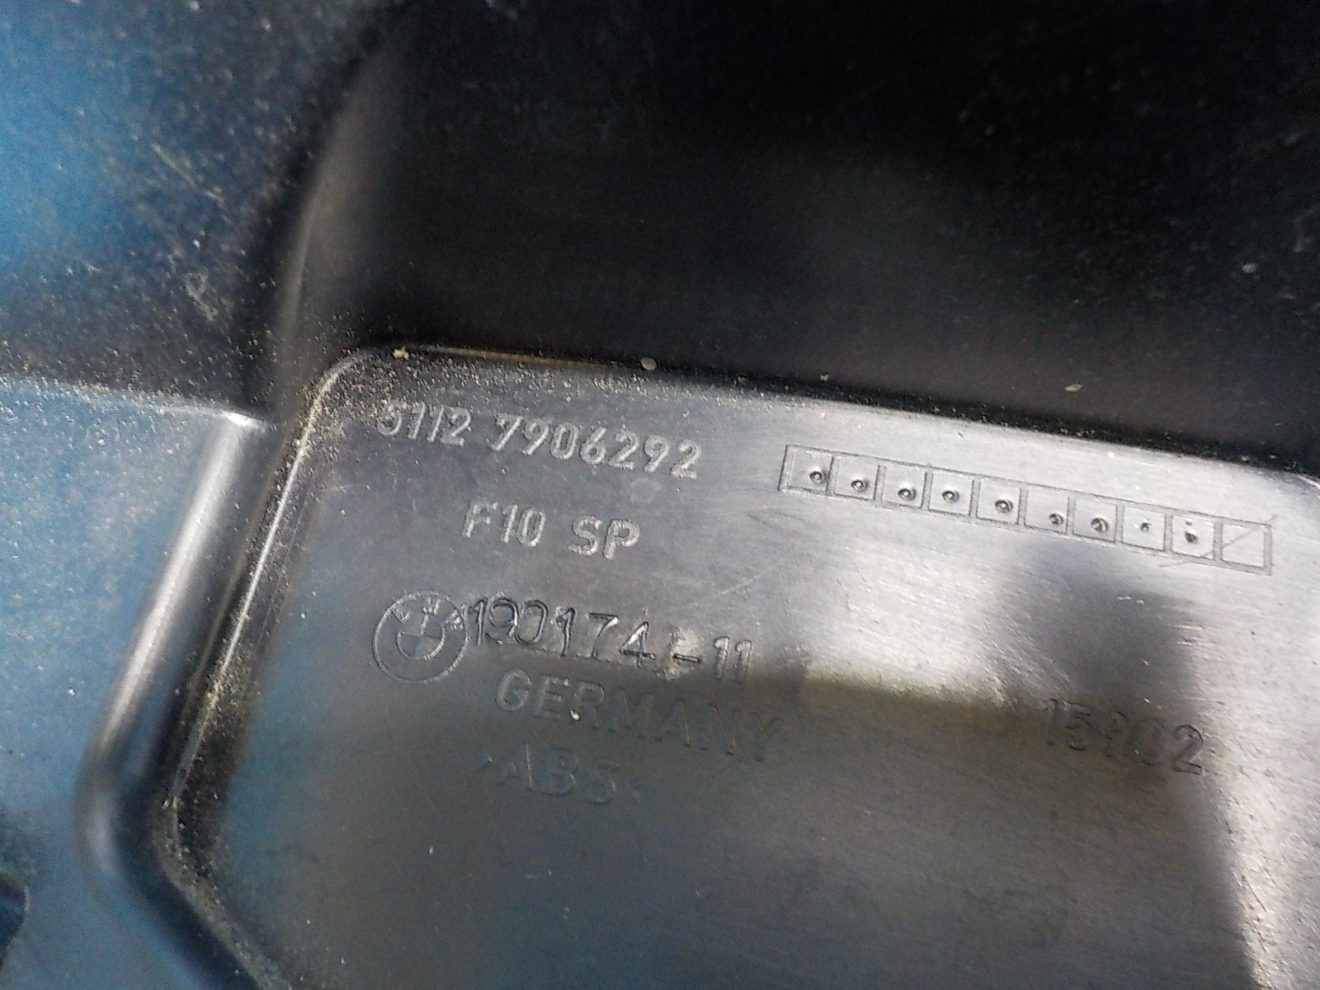 5112 7906292
F10 SP
GERMANY
>ABS<